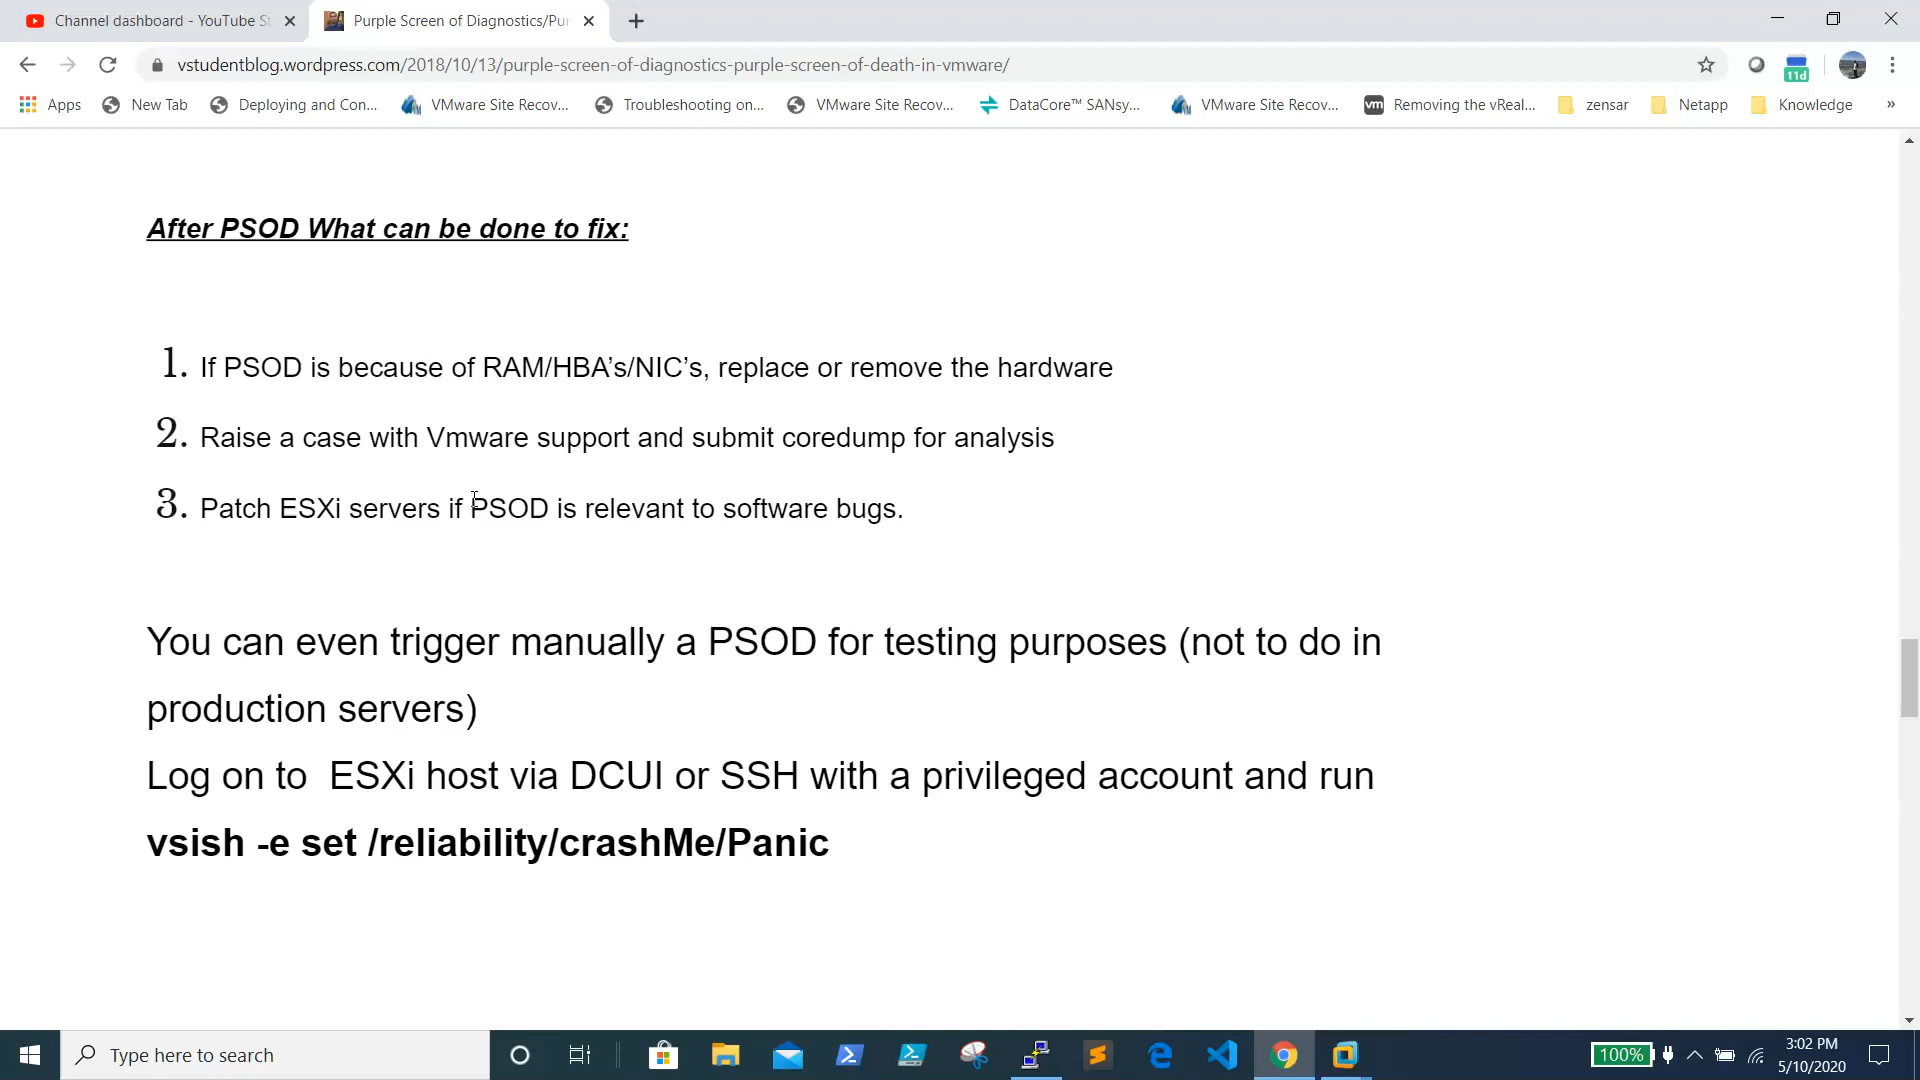 Channel dashboard - YouTube St
Purple Screen of Diagnostics/Pur
vstudentblog.wordpress.com/2018/10/13/purple-screen-of-diagnostics-purple-screen-of-death-in-vmware/
11d
Apps
New Tab
Deploying and Con...
VMware Site Recov...
Troubleshooting on...
VMware Site Recov...
DataCore™ SANsy...
VMware Site Recov...
vm
Removing the vReal...
zensar
Netapp
Knowledge
»
After PSOD What can be done to fix:
1. If PSOD is because of RAM/HBA’s/NIC’s, replace or remove the hardware
2. Raise a case with Vmware support and submit coredump for analysis
3. Patch ESXi servers if PSOD is relevant to software bugs.
You can even trigger manually a PSOD for testing purposes (not to do in
production servers)
Log on to  ESXi host via DCUI or SSH with a privileged account and run
vsish -e set /reliability/crashMe/Panic
Type here to search
100%
3:02 PM
5/10/2020